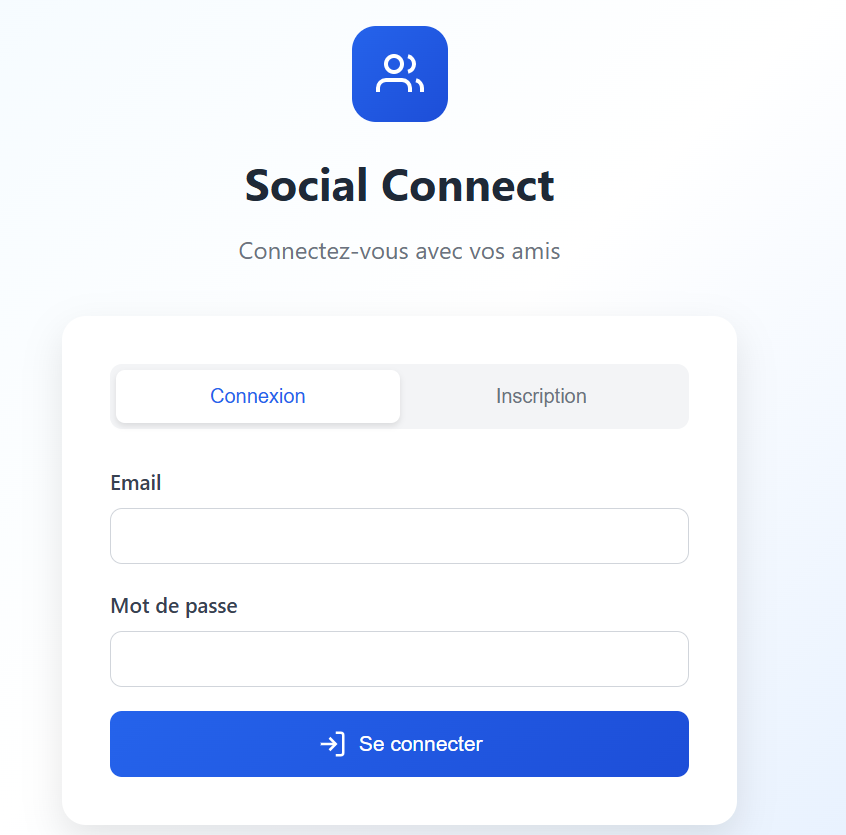 Social Connect
Connectez-vous avec vos amis
Connexion
Inscription
Email
Mot de passe
Se connecter